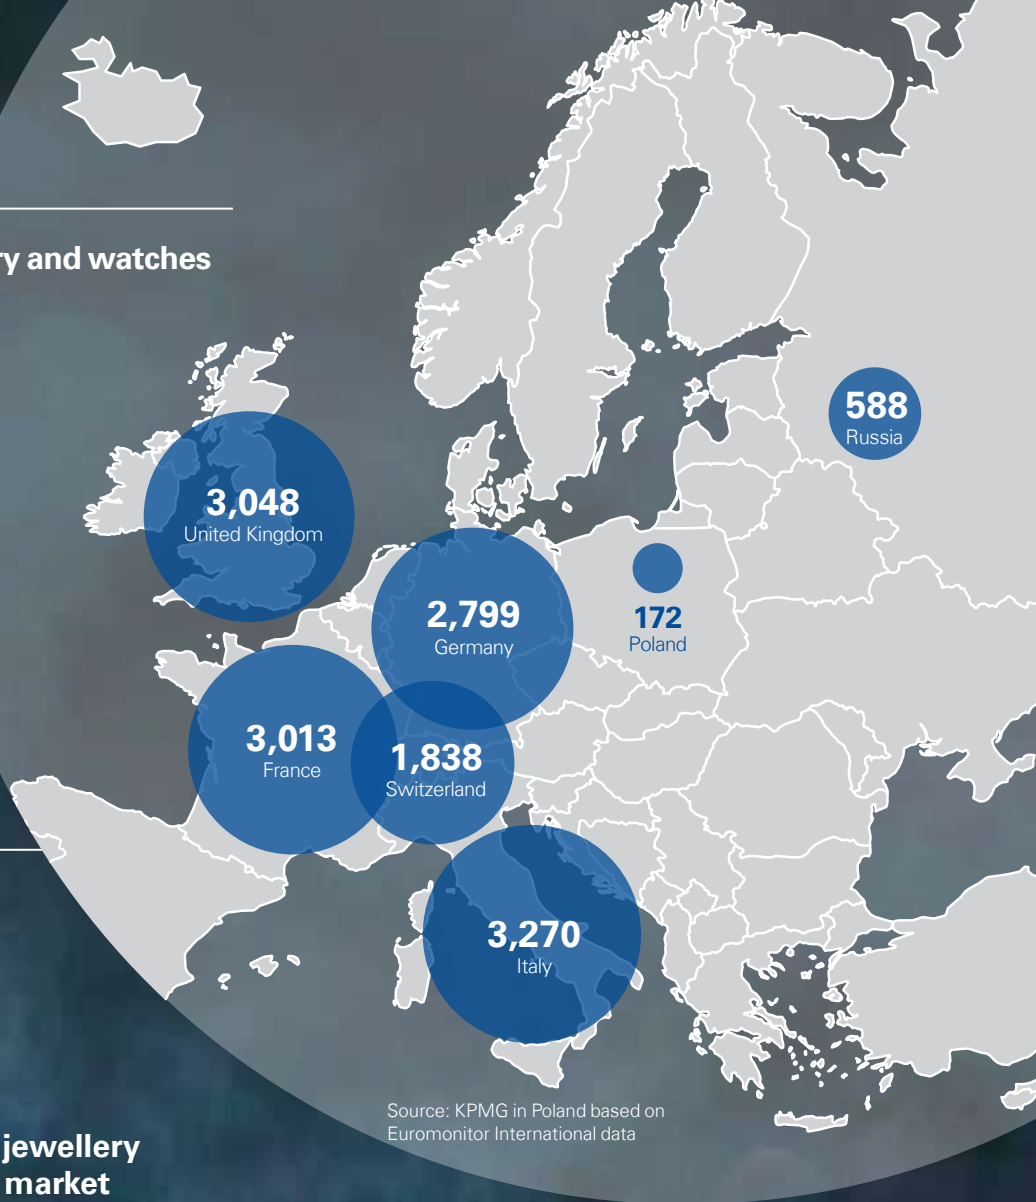 ry and watches
588
Russia
3,048
United Kingdom
2,799
Germany
172
Poland
3,013
France
1,838
Switzerland
3,270
Italy
Source: KPMG in Poland based on
Euromonitor International data
jewellery
market